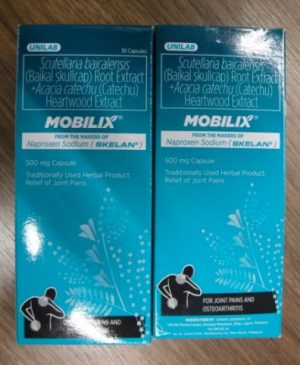 UNILAB
30 Capsules
Scutellaria baicalensis
(Baikal skullcap) Root Extract
+Acacia catechu (Catechu)
Heartwood Extract
MOBILIX®
FROM THE MAKERS OF
Naproxen Sodium (SKELAN®)
500 mg Capsule
Traditionally Used Herbal Product
Relief of Joint Pains
UNILAB
Scutellaria baicalensis
(Baikal skullcap) Root Extract
+Acacia catechu (Catechu)
Heartwood Extract
MOBILIX®
FROM THE MAKERS OF
Naproxen Sodium (SKELAN®)
500 mg Capsule
Traditionally Used Herbal Product
Relief of Joint Pains
FOR JOINT PAINS AND
OSTEOARTHRITIS